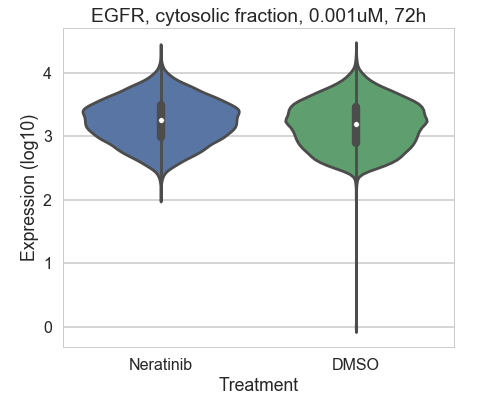 EGFR, cytosolic fraction, 0.001uM, 72h
Expression (log10)
4
3
2
1
0
Neratinib DMSO
Treatment